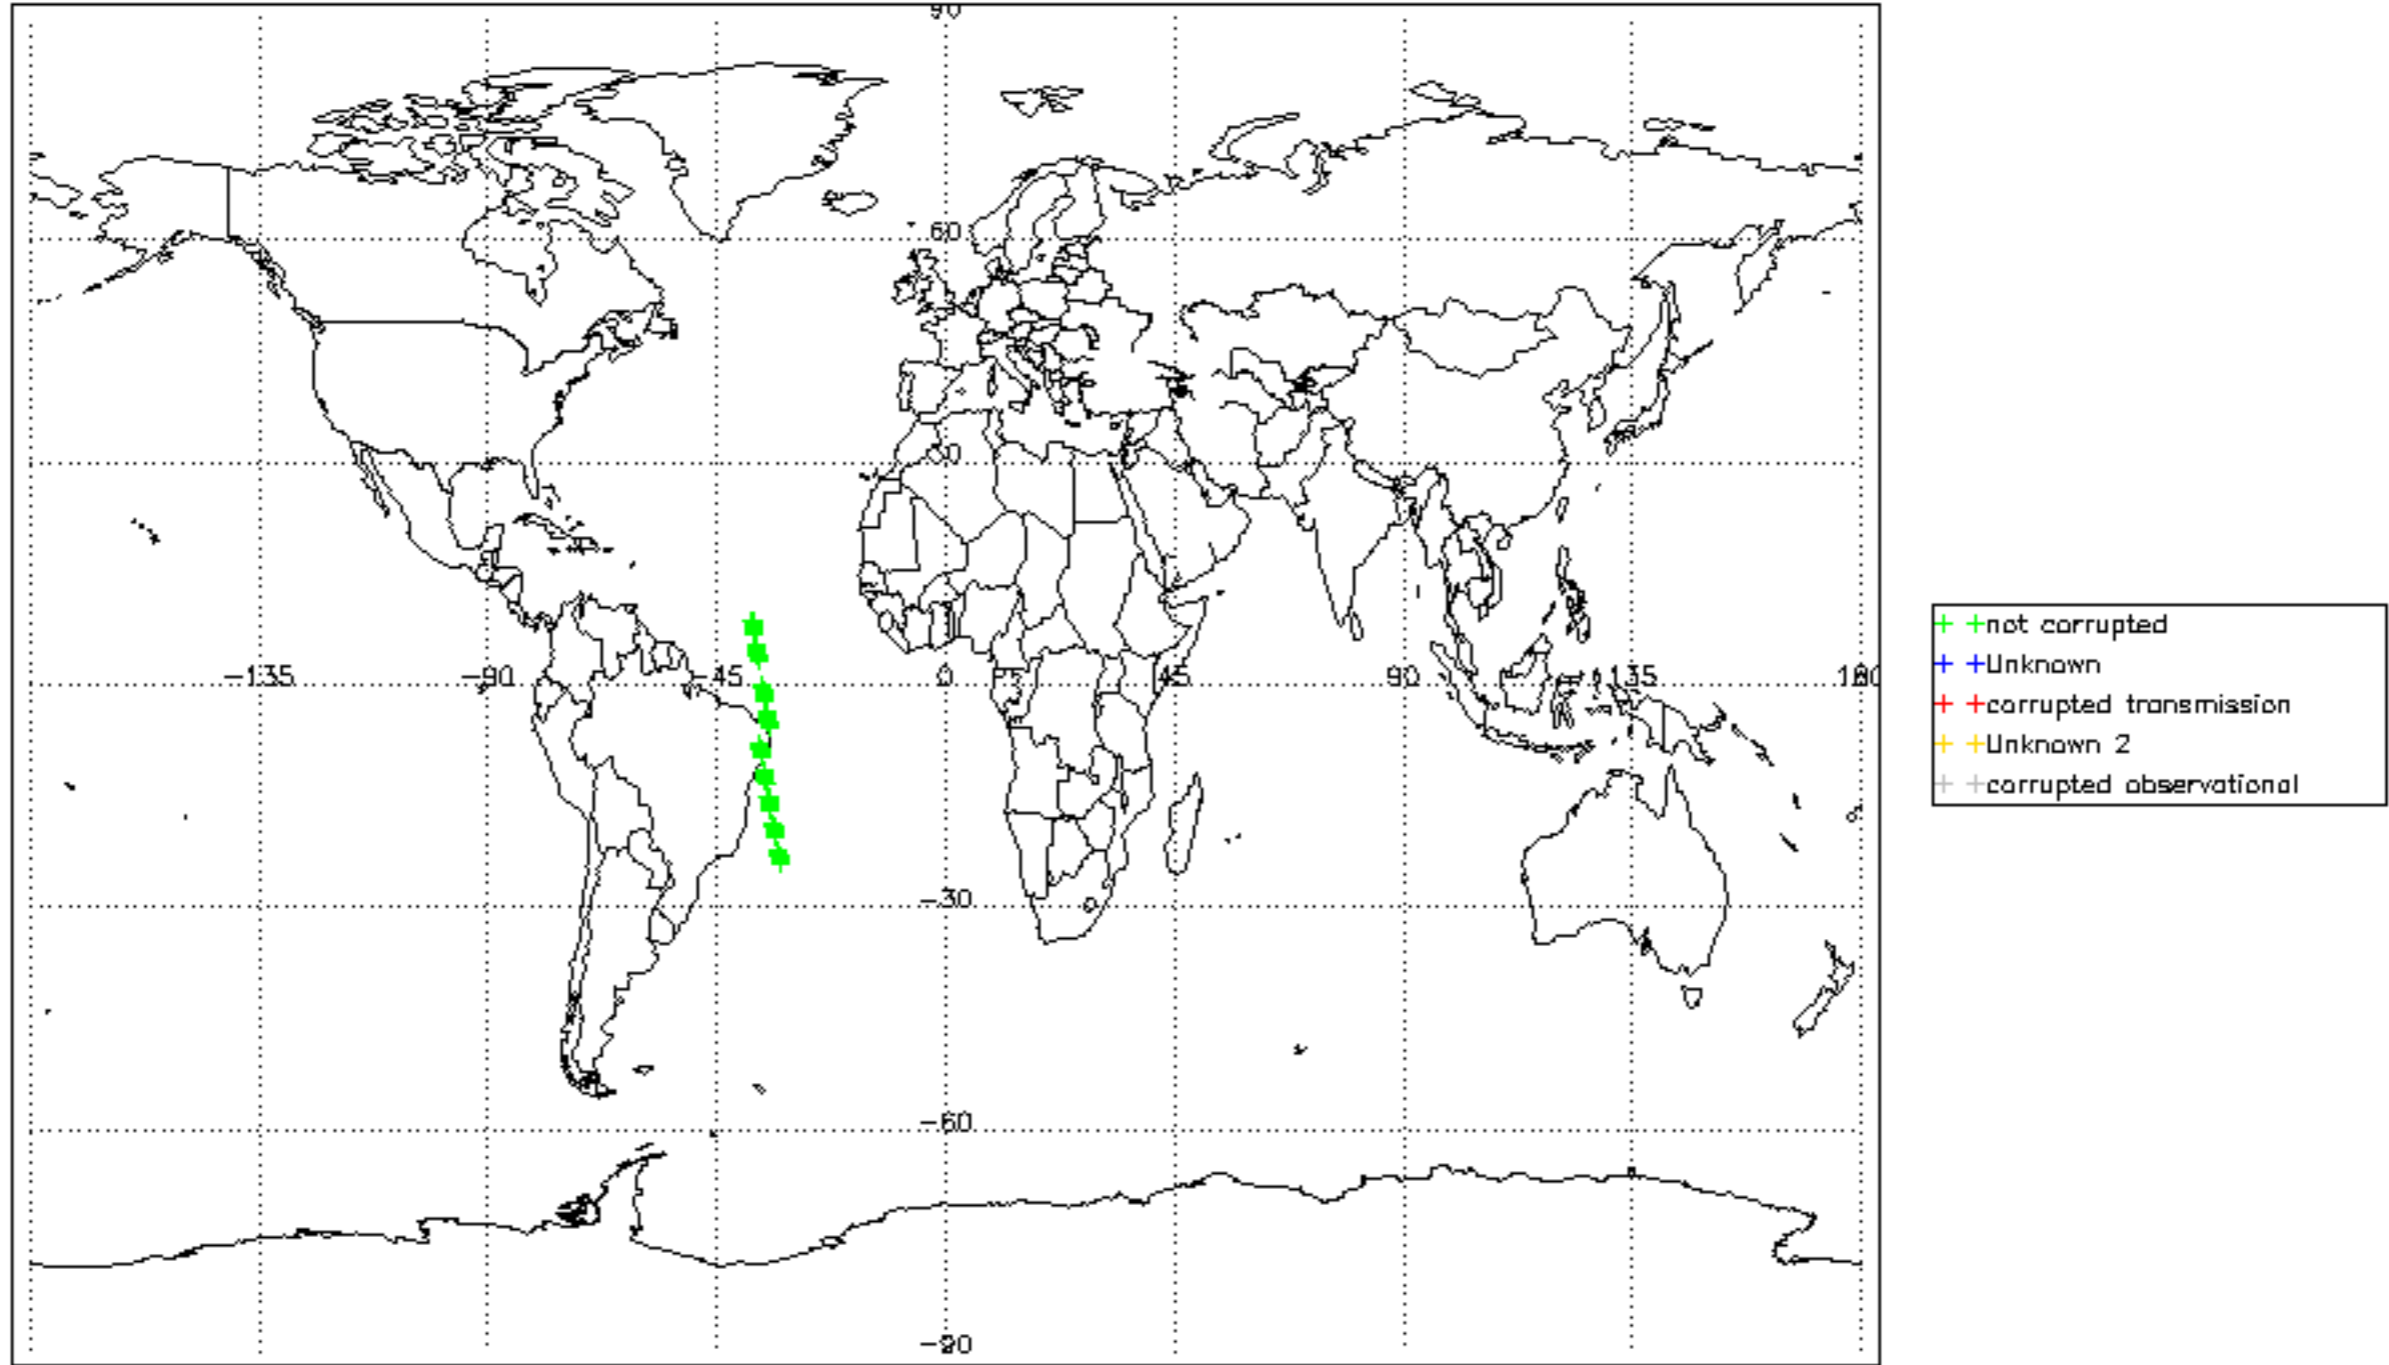 90
60
30
-135 -90 -45 0 45 90 135 180
-30
-60
-90
not corrupted
Unknown
corrupted transmission
Unknown 2
corrupted observational